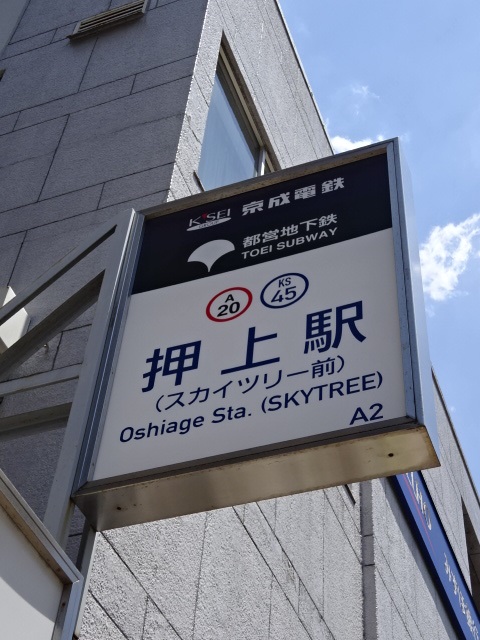 KEISEI 京成電鉄
都営地下鉄
TOEI SUBWAY
A 20
KS 45
押上駅
(スカイツリー前)
Oshiage Sta. (SKYTREE)
A2